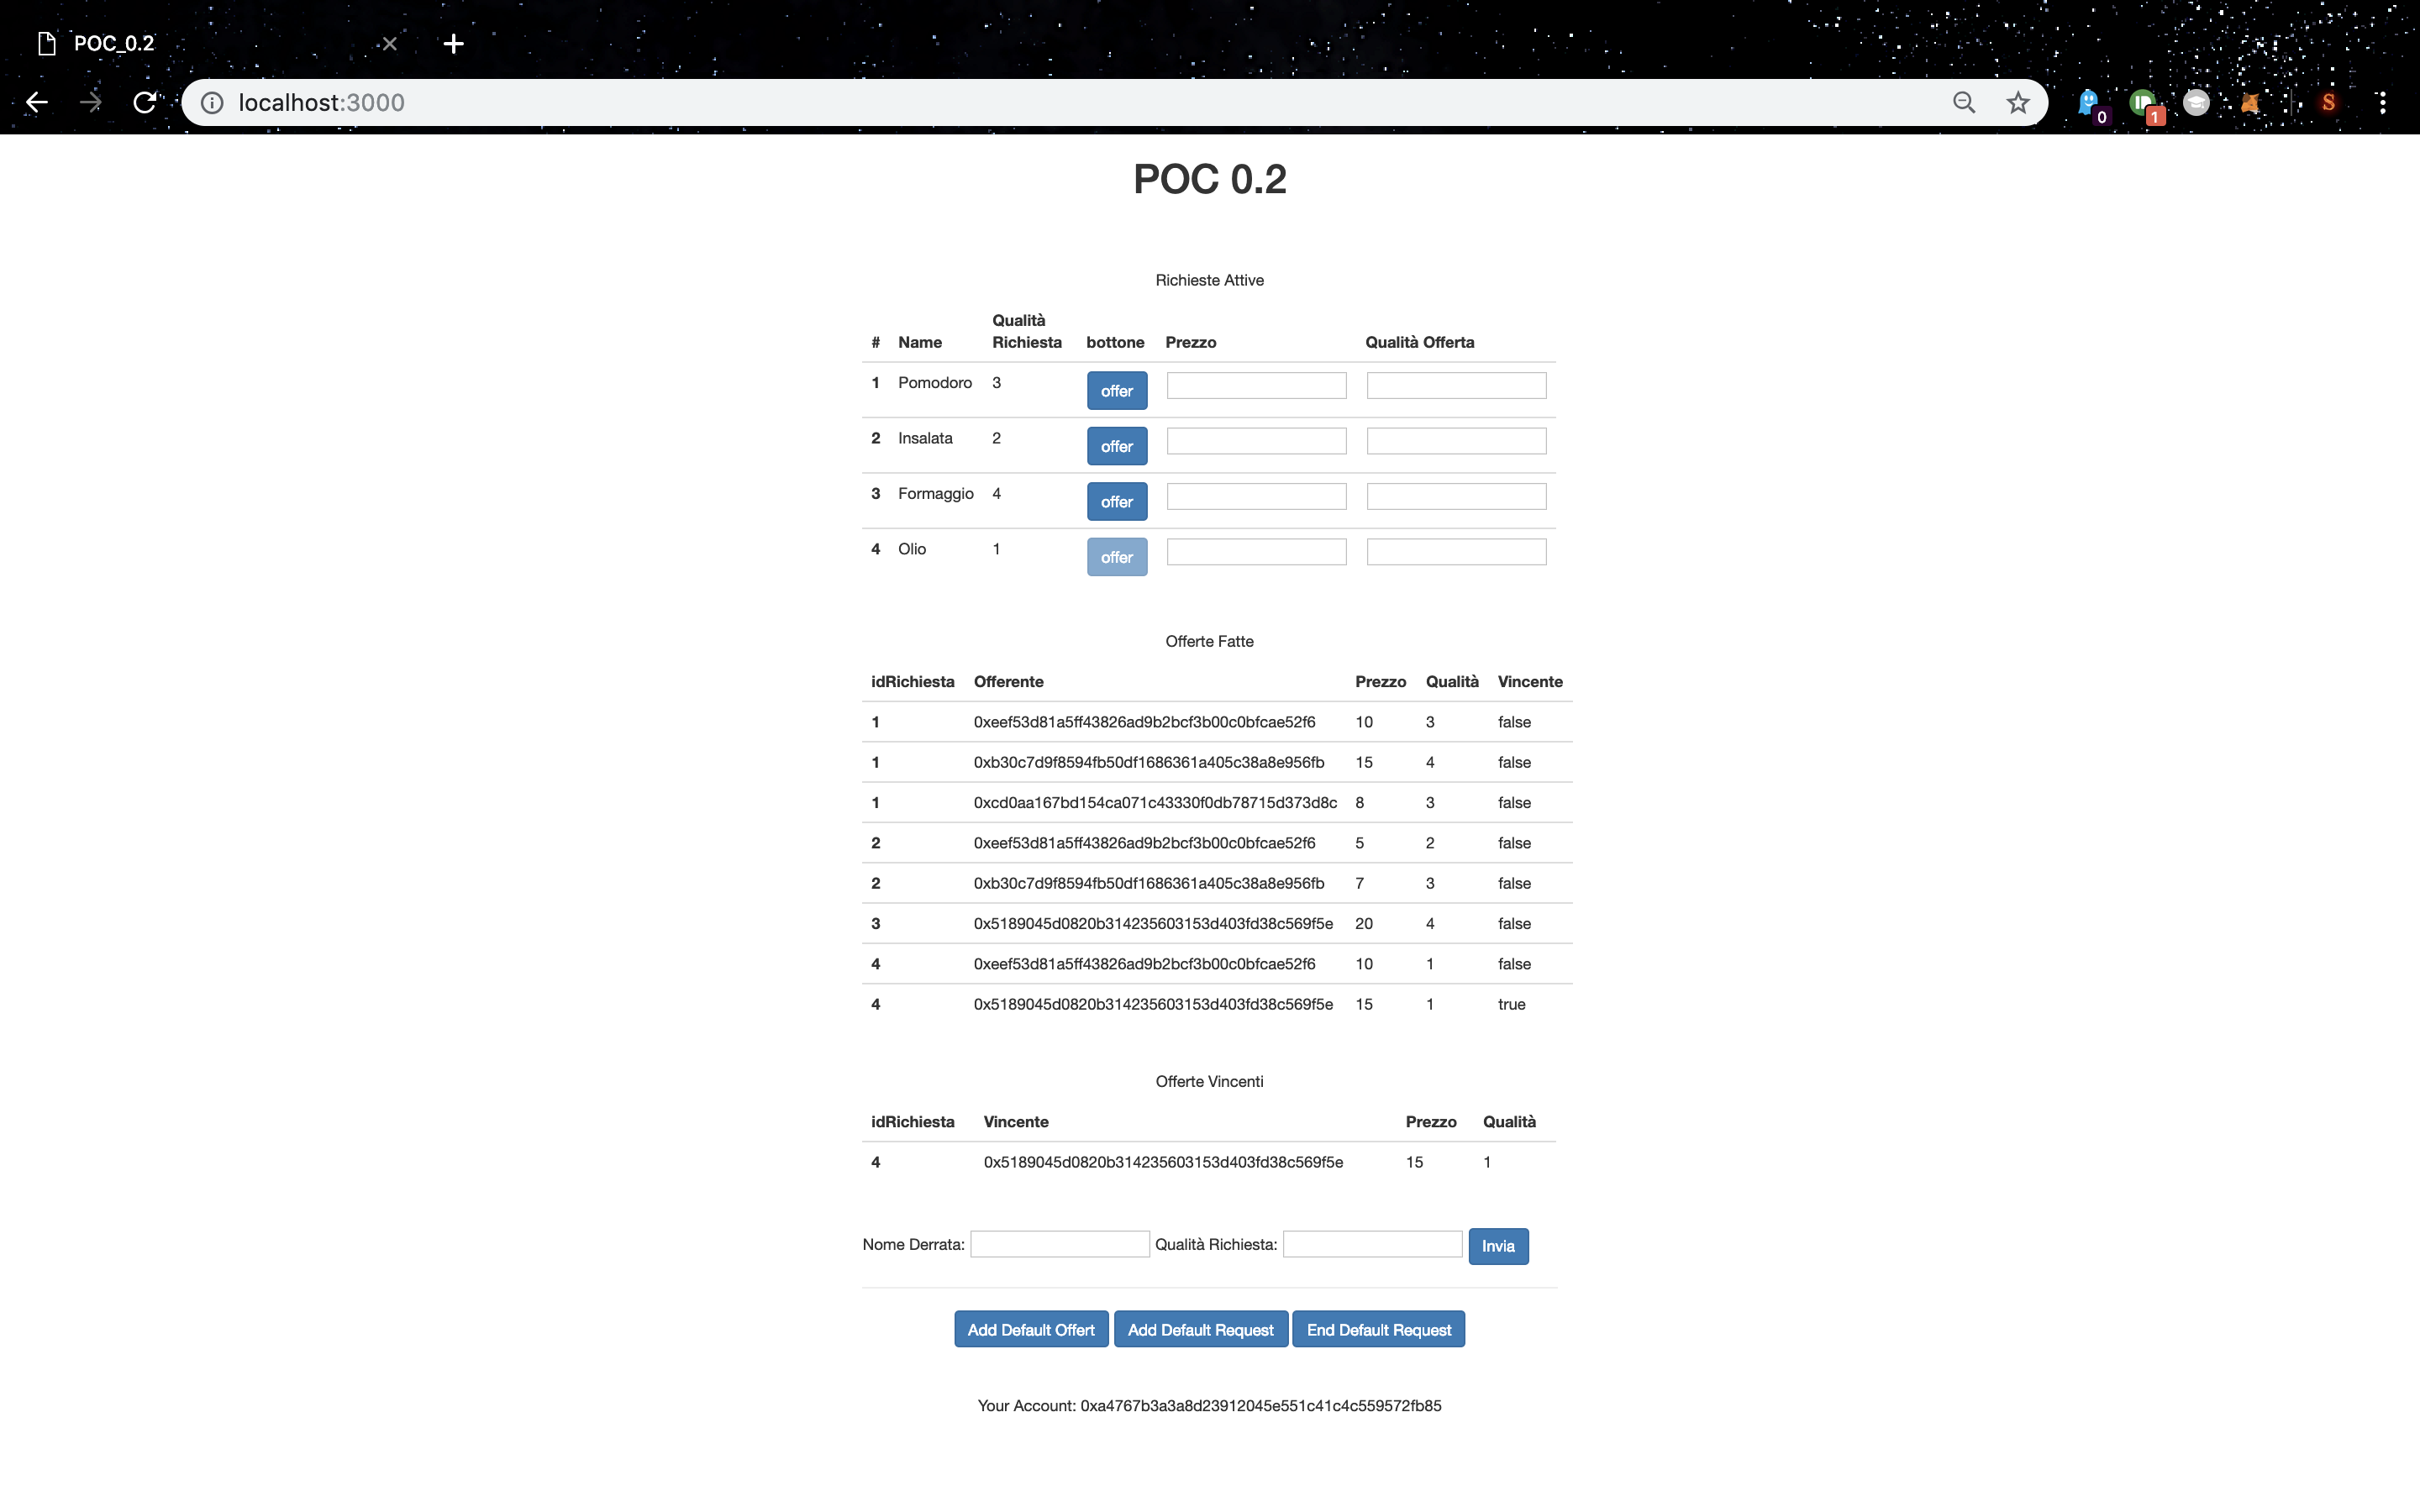 POC_0.2
localhost:3000
0
1
S
POC 0.2
Richieste Attive
# Name Qualità Richiesta bottone Prezzo Qualità Offerta
1 Pomodoro 3 offer
2 Insalata 2 offer
3 Formaggio 4 offer
4 Olio 1 offer
Offerte Fatte
idRichiesta Offerente Prezzo Qualità Vincente
1 0xeef53d81a5ff43826ad9b2bcf3b00c0bfcae52f6 10 3 false
1 0xb30c7d9f8594fb50df1686361a405c38a8e956fb 15 4 false
1 0xcd0aa167bd154ca071c43330f0db78715d373d8c 8 3 false
2 0xeef53d81a5ff43826ad9b2bcf3b00c0bfcae52f6 5 2 false
2 0xb30c7d9f8594fb50df1686361a405c38a8e956fb 7 3 false
3 0x5189045d0820b314235603153d403fd38c569f5e 20 4 false
4 0xeef53d81a5ff43826ad9b2bcf3b00c0bfcae52f6 10 1 false
4 0x5189045d0820b314235603153d403fd38c569f5e 15 1 true
Offerte Vincenti
idRichiesta Vincente Prezzo Qualità
4 0x5189045d0820b314235603153d403fd38c569f5e 15 1
Nome Derrata: Qualità Richiesta: Invia
Add Default Offert Add Default Request End Default Request
Your Account: 0xa4767b3a3a8d23912045e551c41c4c559572fb85